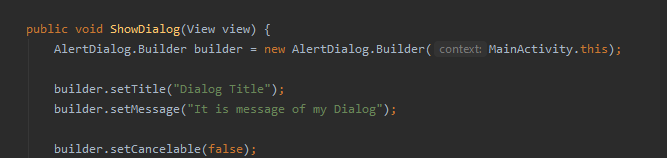 public void ShowDialog(View view) {
AlertDialog.Builder builder = new AlertDialog.Builder( context: MainActivity.this);
builder.setTitle("Dialog Title");
builder.setMessage("It is message of my Dialog");
builder.setCancelable(false);